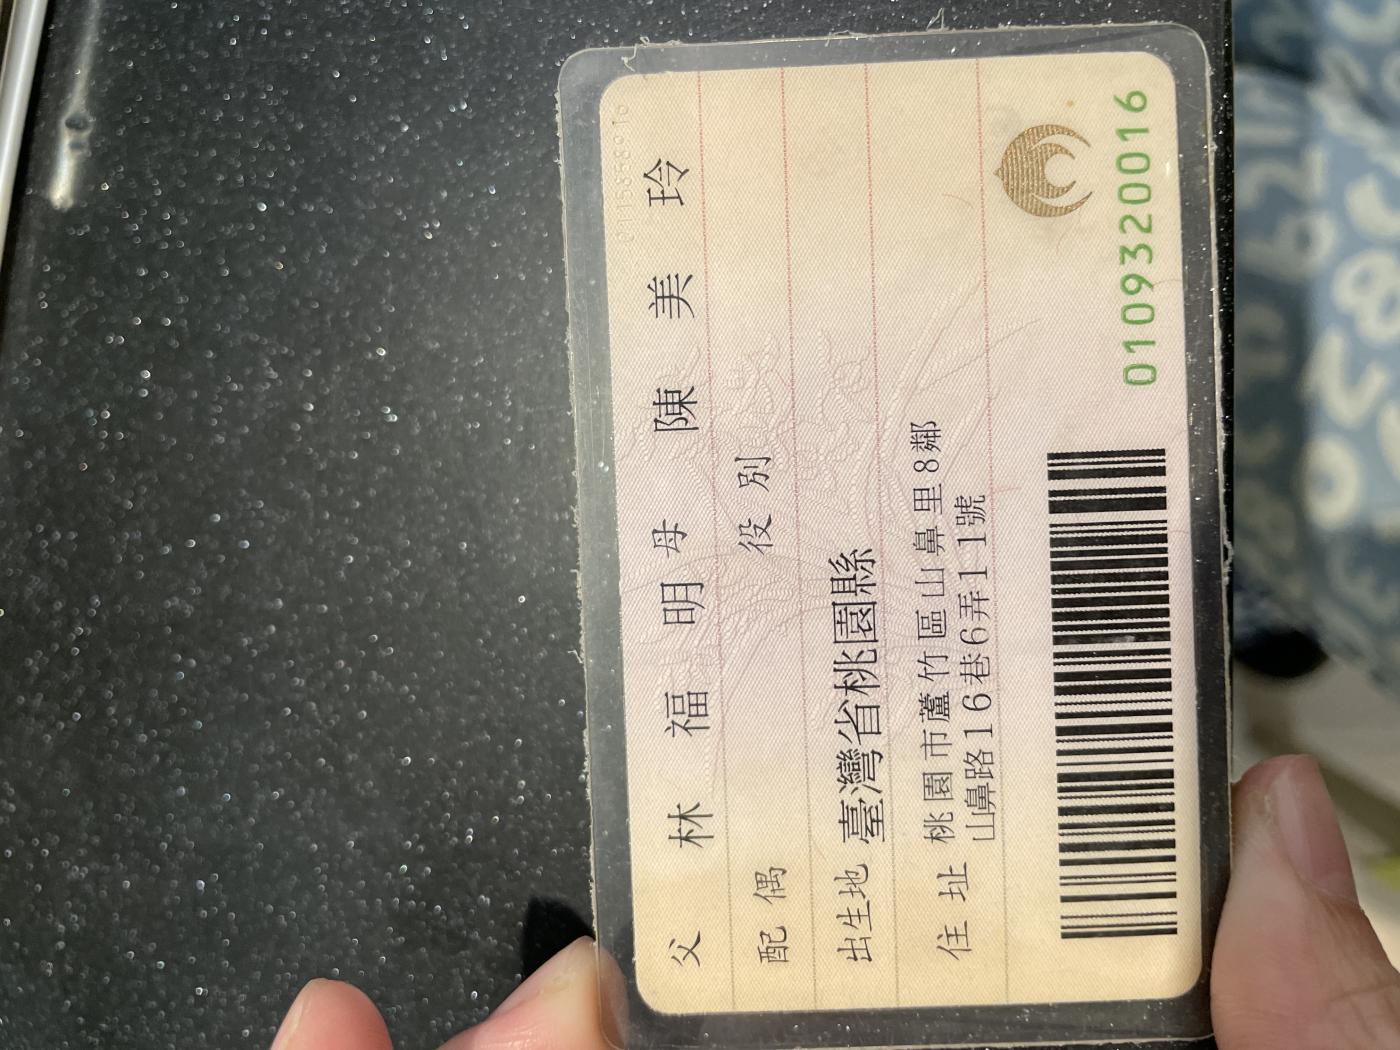 父 林 福 明 母 陳 美 玲
配偶 役別
出生地 臺灣省桃園縣
住址 桃園市蘆竹區山鼻里8鄰
山鼻路116巷6弄11號
0109320016